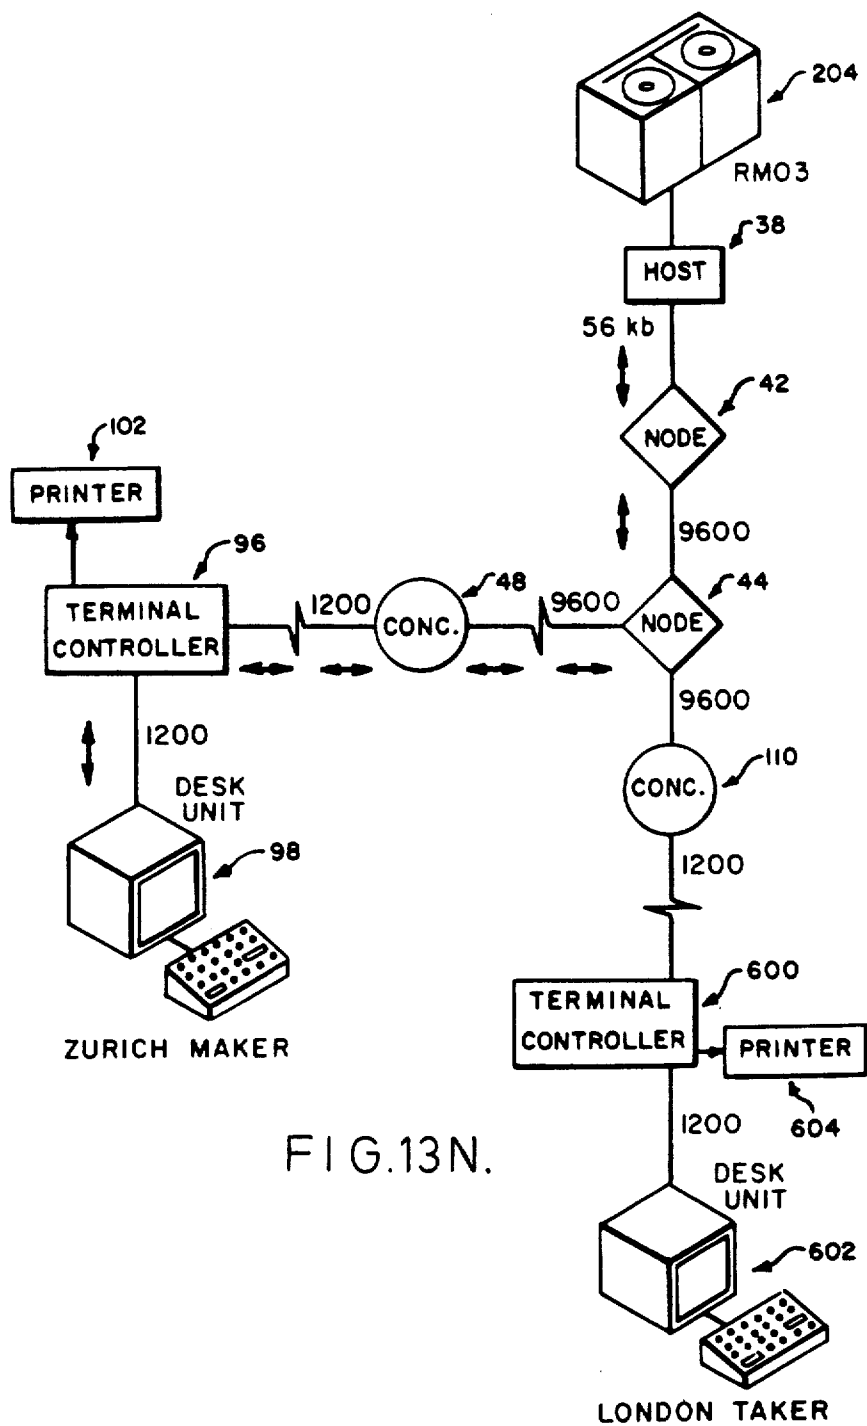 204
RM03
38
HOST
56 kb
42
NODE
102
PRINTER
9600
96
48
44
TERMINAL
CONTROLLER
1200
CONC.
9600
NODE
9600
1200
110
CONC.
DESK
UNIT
98
1200
600
TERMINAL
CONTROLLER
ZURICH MAKER
PRINTER
604
1200
FIG.13N.
DESK
UNIT
602
LONDON TAKER